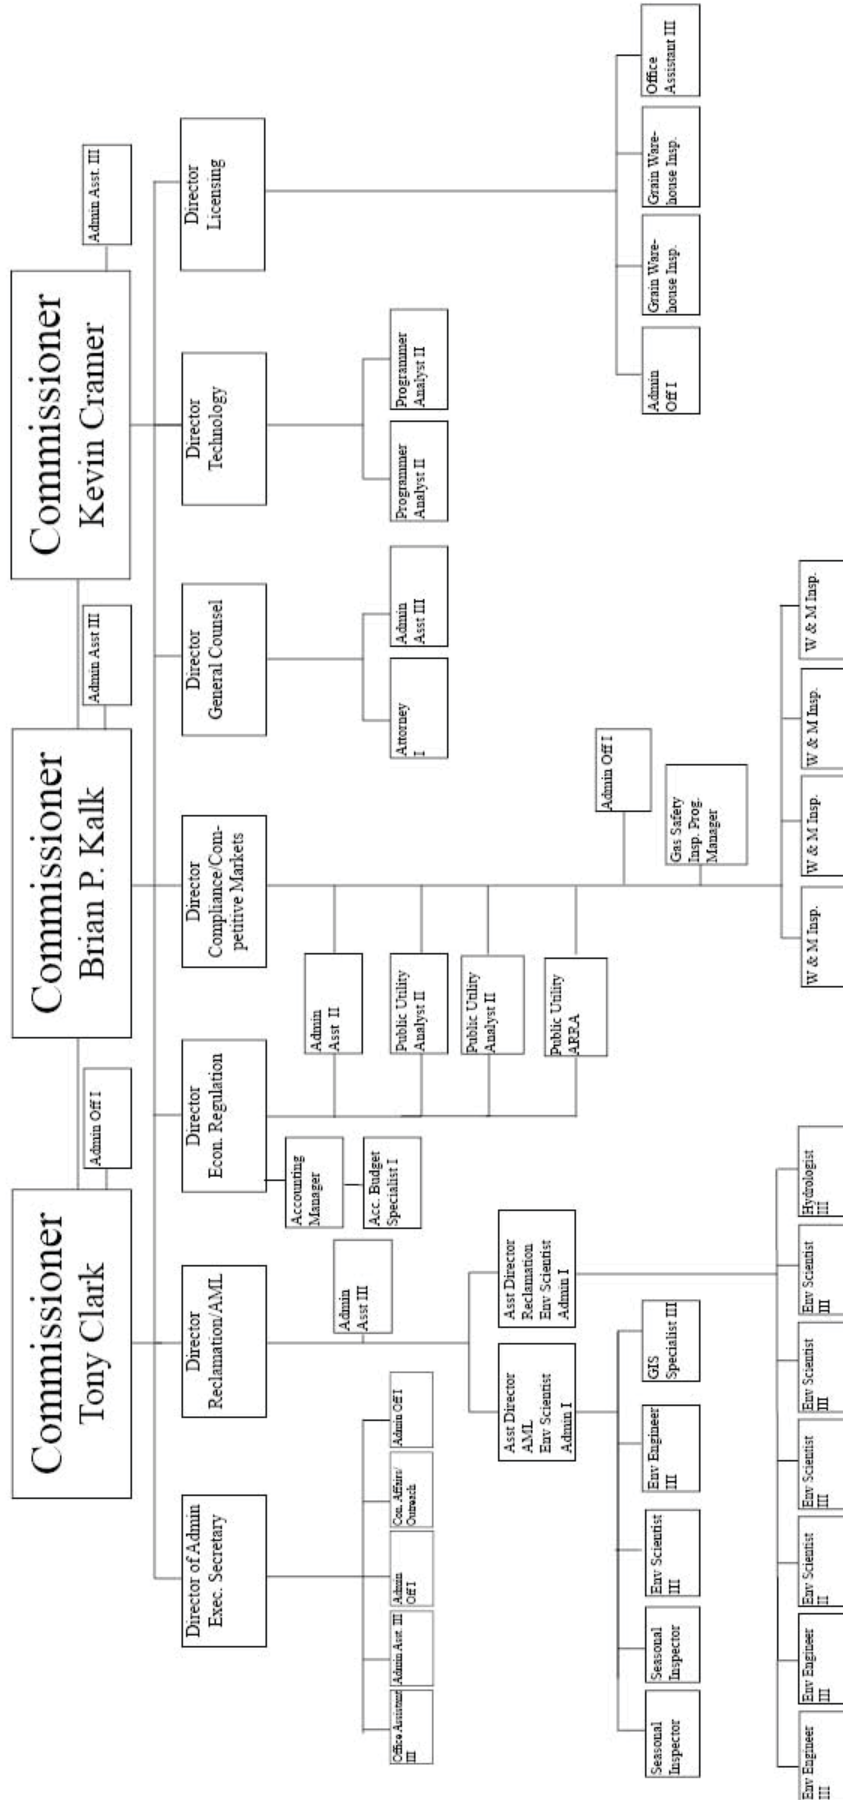 Commissioner
Tony Clark
Commissioner
Brian P. Kalk
Commissioner
Kevin Cramer
Admin Off I
Admin Asst III
Admin Asst. III
Director of Admin
Exec. Secretary
Director
Reclamation/AML
Director
Econ. Regulation
Director
Compliance/Com-
petitive Markets
Director
General Counsel
Director
Technology
Director
Licensing
Office Assistant
III
Admin Asst. III
Admin
Off I
Con. Affairs/
Outreach
Admin Off I
Admin
Asst III
Accounting
Manager
Acc. Budget
Specialist I
Admin
Asst II
Public Utility
Analyst II
Public Utility
Analyst II
Public Utility
ARRA
Attorney
I
Admin
Asst III
Programmer
Analyst II
Programmer
Analyst II
Asst Director
AML
Env Scientist
Admin I
Asst Director
Reclamation
Env Scientist
Admin I
Admin Off I
Gas Safety
Insp. Prog.
Manager
Seasonal
Inspector
Seasonal
Inspector
Env Scientist
III
Env Engineer
III
GIS
Specialist III
Admin
Off I
Grain Ware-
house Insp.
Grain Ware-
house Insp.
Office
Assistant III
Env Engineer
III
Env Engineer
III
Env Scientist
II
Env Scientist
III
Env Scientist
III
Env Scientist
III
Hydrologist
III
W & M Insp.
W & M Insp.
W & M Insp.
W & M Insp.